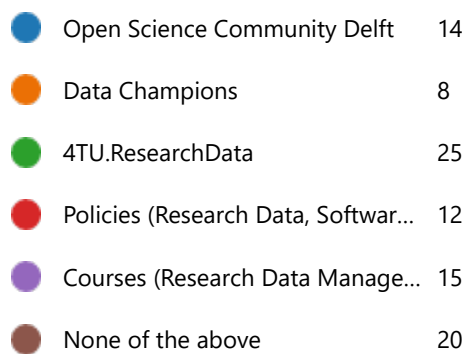 Open Science Community Delft 14
Data Champions 8
4TU.ResearchData 25
Policies (Research Data, Softwar... 12
Courses (Research Data Manage... 15
None of the above 20